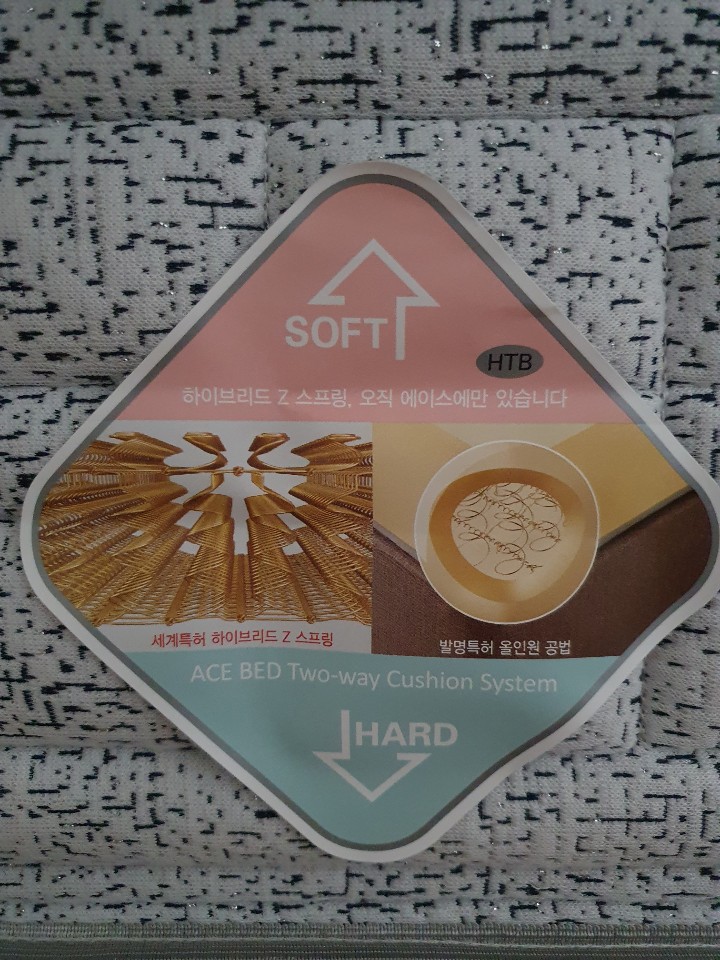 SOFT
HTB
하이브리드 Z 스프링, 오직 에이스에만 있습니다
세계특허 하이브리드 Z 스프링
발명특허 올인원 공법
ACE BED Two-way Cushion System
HARD